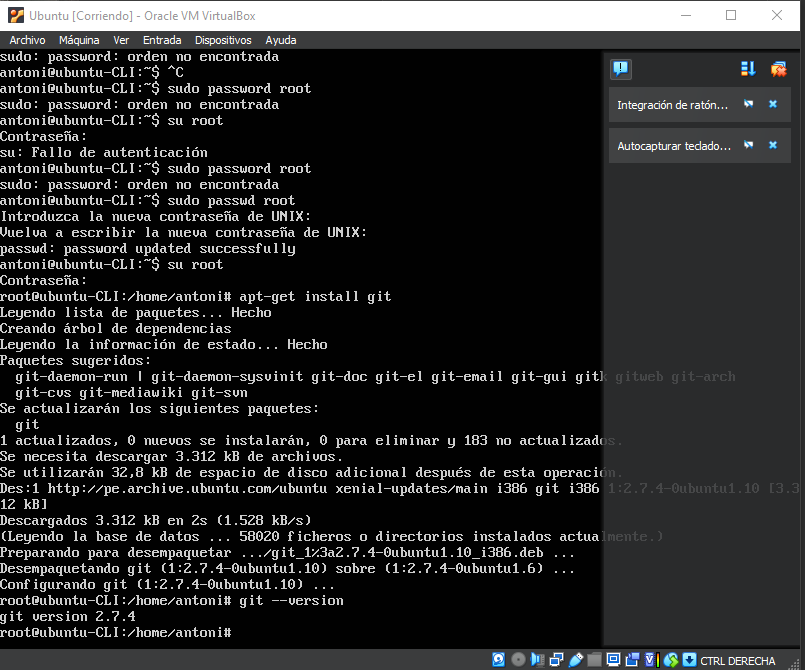 Ubuntu [Corriendo] - Oracle VM VirtualBox
Archivo Máquina Ver Entrada Dispositivos Ayuda
sudo: password: orden no encontrada
antoni@ubuntu-CLI:~$ ^C
antoni@ubuntu-CLI:~$ sudo password root
sudo: password: orden no encontrada
antoni@ubuntu-CLI:~$ su root
Contraseña:
su: Fallo de autenticación
antoni@ubuntu-CLI:~$ sudo password root
sudo: password: orden no encontrada
antoni@ubuntu-CLI:~$ sudo passwd root
Introduzca la nueva contraseña de UNIX:
Vuelva a escribir la nueva contraseña de UNIX:
passwd: password updated successfully
antoni@ubuntu-CLI:~$ su root
Contraseña:
root@ubuntu-CLI:/home/antoni# apt-get install git
Leyendo lista de paquetes... Hecho
Creando árbol de dependencias
Leyendo la información de estado... Hecho
Paquetes sugeridos:
git-daemon-run | git-daemon-sysvinit git-doc git-el git-email git-gui gitk gitweb git-arch
git-cvs git-mediawiki git-svn
Se actualizarán los siguientes paquetes:
git
1 actualizados, 0 nuevos se instalarán, 0 para eliminar y 183 no actualizados.
Se necesita descargar 3.312 kB de archivos.
Se utilizarán 32,8 kB de espacio de disco adicional después de esta operación.
Des:1 http://pe.archive.ubuntu.com/ubuntu xenial-updates/main i386 git i386 1:2.7.4-0ubuntu1.10 [3.3
12 kB]
Descargados 3.312 kB en 2s (1.528 kB/s)
(Leyendo la base de datos ... 58020 ficheros o directorios instalados actualmente.)
Preparando para desempaquetar .../git_1%3a2.7.4-0ubuntu1.10_i386.deb ...
Desempaquetando git (1:2.7.4-0ubuntu1.10) sobre (1:2.7.4-0ubuntu1.6) ...
Configurando git (1:2.7.4-0ubuntu1.10) ...
root@ubuntu-CLI:/home/antoni# git --version
git version 2.7.4
root@ubuntu-CLI:/home/antoni#
Integración de ratón...
Autocapturar teclado...
CTRL DERECHA